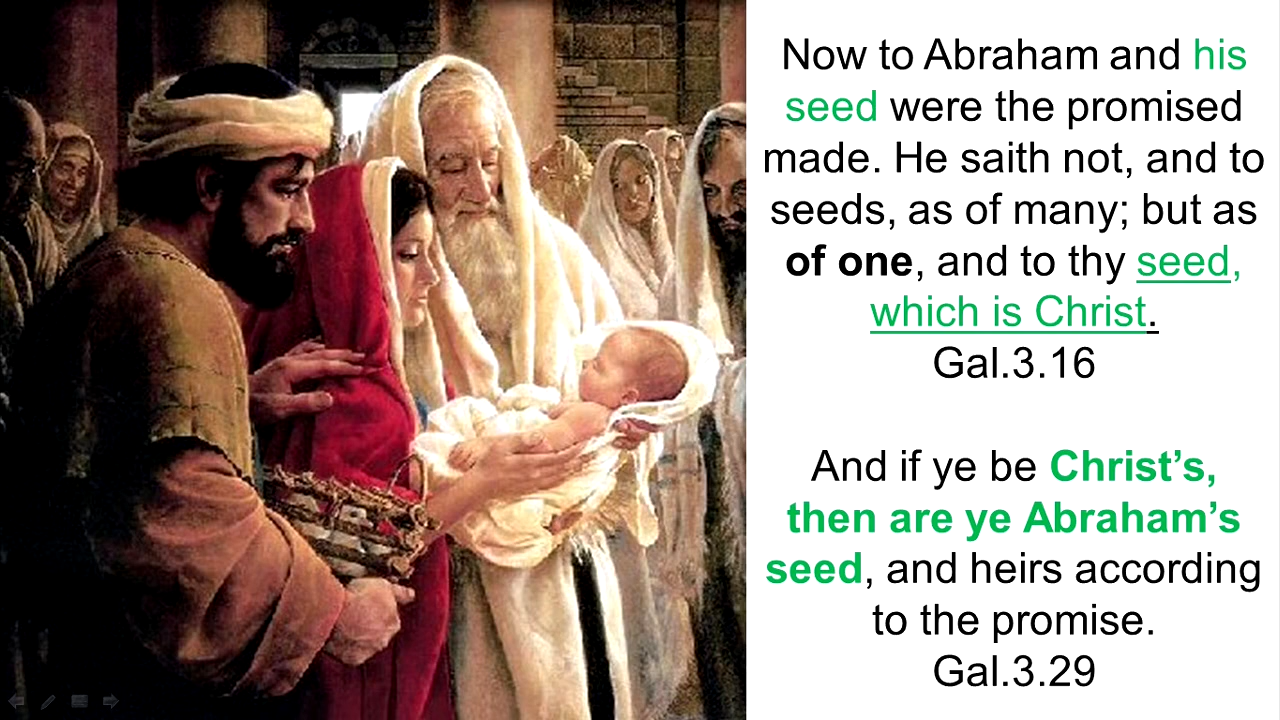 Now to Abraham and his
seed were the promised
made. He saith not, and to
seeds, as of many; but as
of one, and to thy seed,
which is Christ.
Gal.3.16
And if ye be Christ’s,
then are ye Abraham’s
seed, and heirs according
to the promise.
Gal.3.29